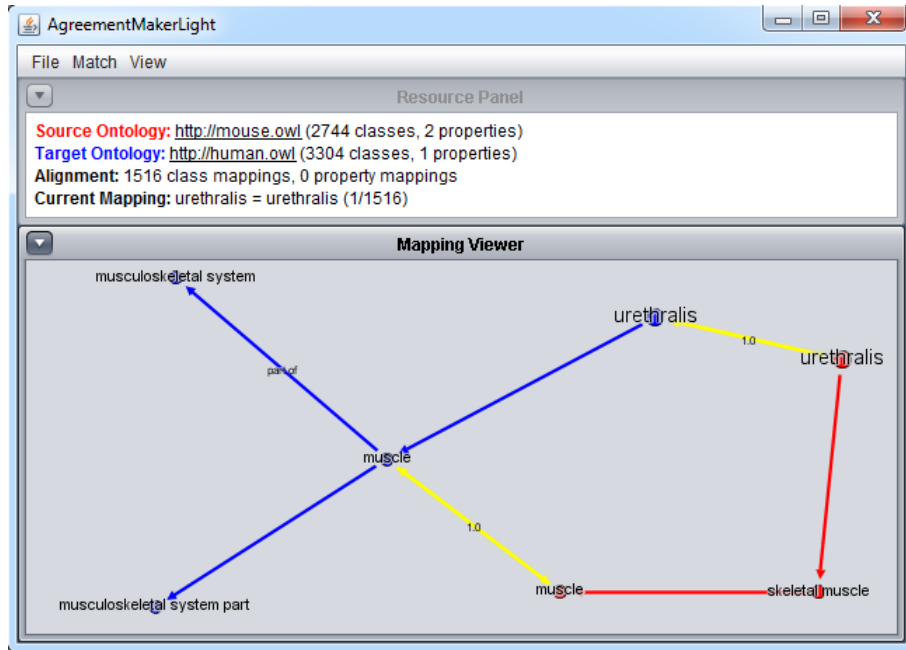 AgreementMakerLight
File Match View
Resource Panel
Source Ontology: http://mouse.owl (2744 classes, 2 properties)
Target Ontology: http://human.owl (3304 classes, 1 properties)
Alignment: 1516 class mappings, 0 property mappings
Current Mapping: urethralis = urethralis (1/1516)
Mapping Viewer
musculoskeletal system
urethralis
1.0
urethralis
part of
muscle
1.0
muscle
skeletal muscle
musculoskeletal system part